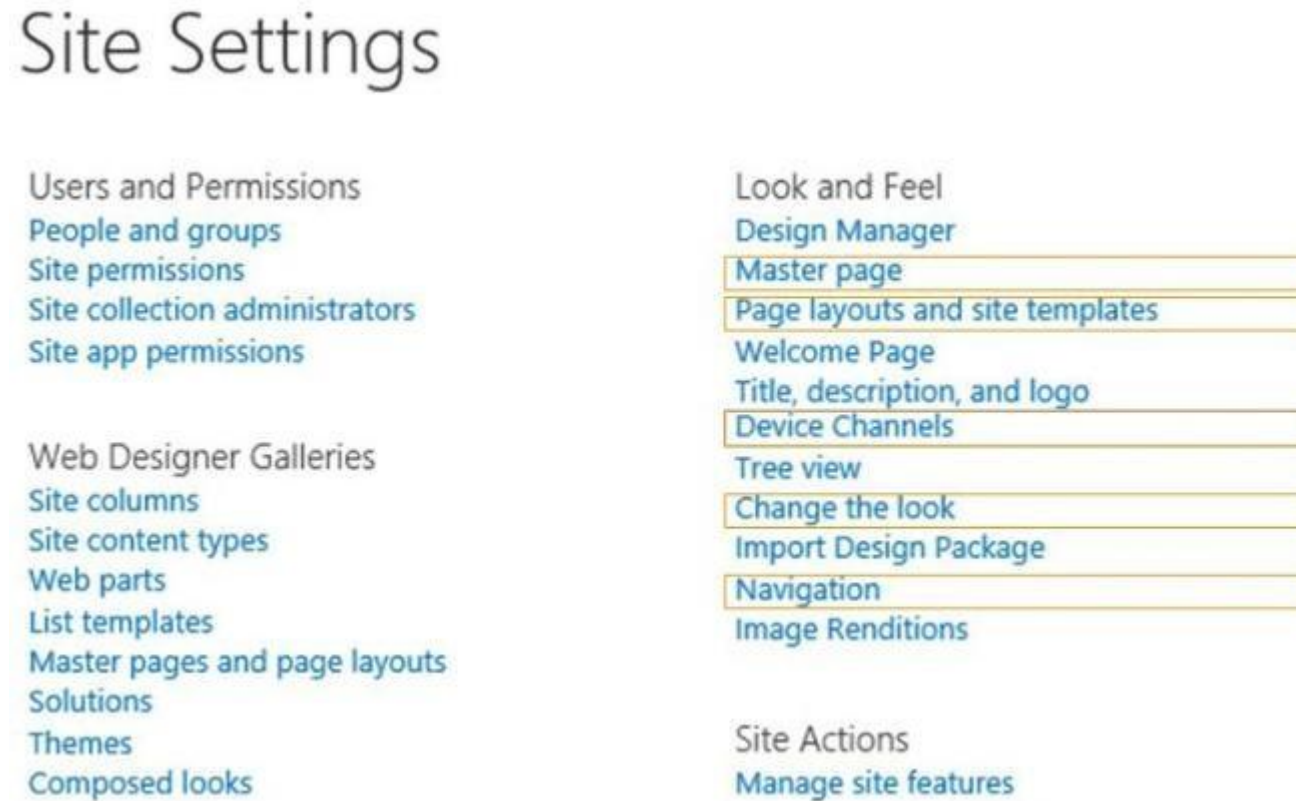 Site Settings
Users and Permissions
People and groups
Site permissions
Site collection administrators
Site app permissions
Web Designer Galleries
Site columns
Site content types
Web parts
List templates
Master pages and page layouts
Solutions
Themes
Composed looks
Look and Feel
Design Manager
Master page
Page layouts and site templates
Welcome Page
Title, description, and logo
Device Channels
Tree view
Change the look
Import Design Package
Navigation
Image Renditions
Site Actions
Manage site features